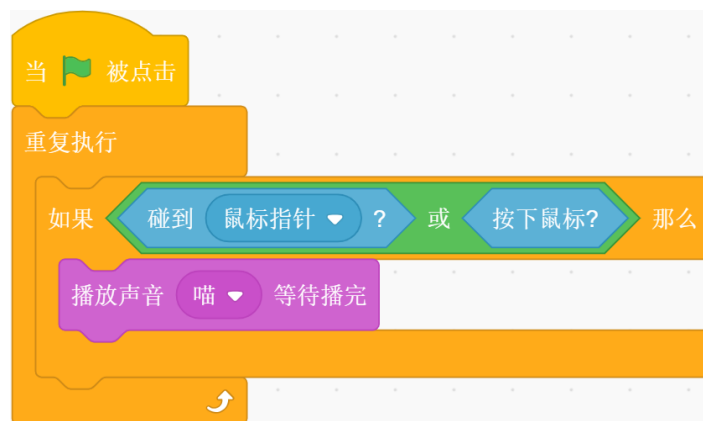 当 被点击
重复执行
如果 碰到 鼠标指针 ? 或 按下鼠标? 那么
播放声音 喵 等待播完